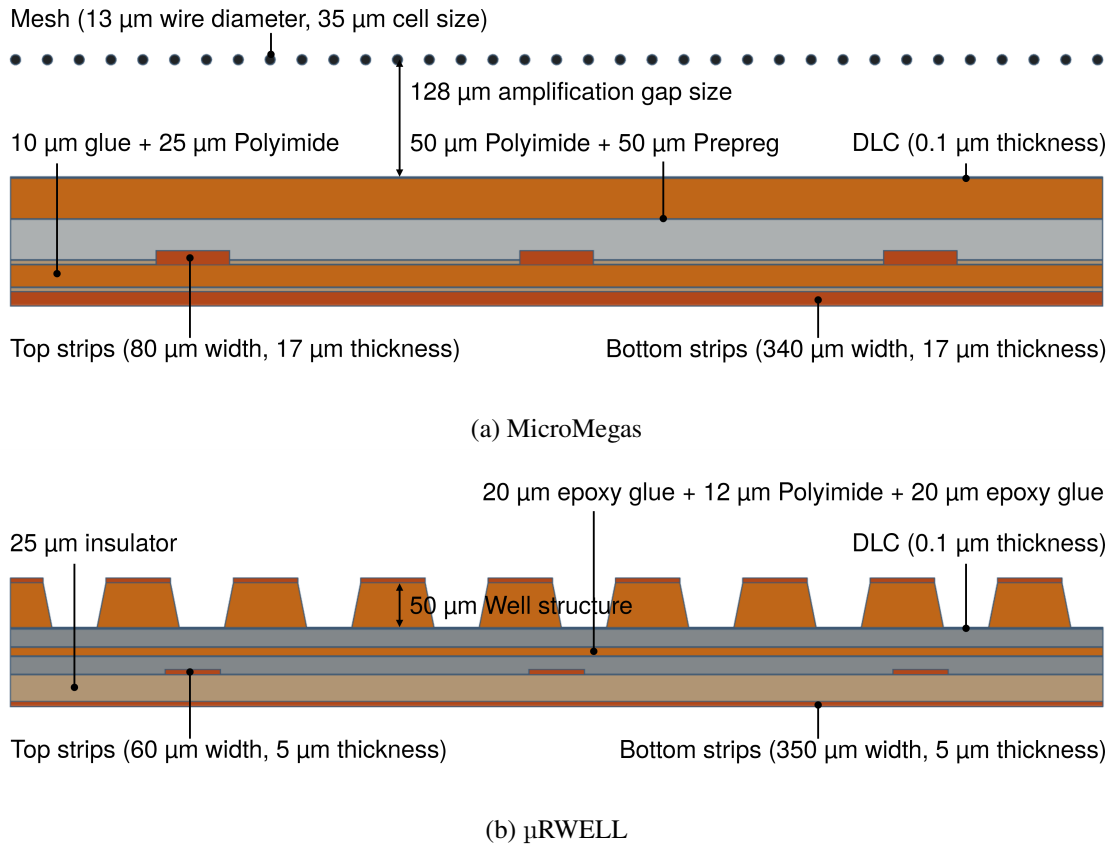 Mesh (13 µm wire diameter, 35 µm cell size)
128 µm amplification gap size
10 µm glue + 25 µm Polyimide
50 µm Polyimide + 50 µm Prepreg
DLC (0.1 µm thickness)
Top strips (80 µm width, 17 µm thickness)
Bottom strips (340 µm width, 17 µm thickness)
(a) MicroMegas
20 µm epoxy glue + 12 µm Polyimide + 20 µm epoxy glue
25 µm insulator
DLC (0.1 µm thickness)
50 µm Well structure
Top strips (60 µm width, 5 µm thickness)
Bottom strips (350 µm width, 5 µm thickness)
(b) µRWELL